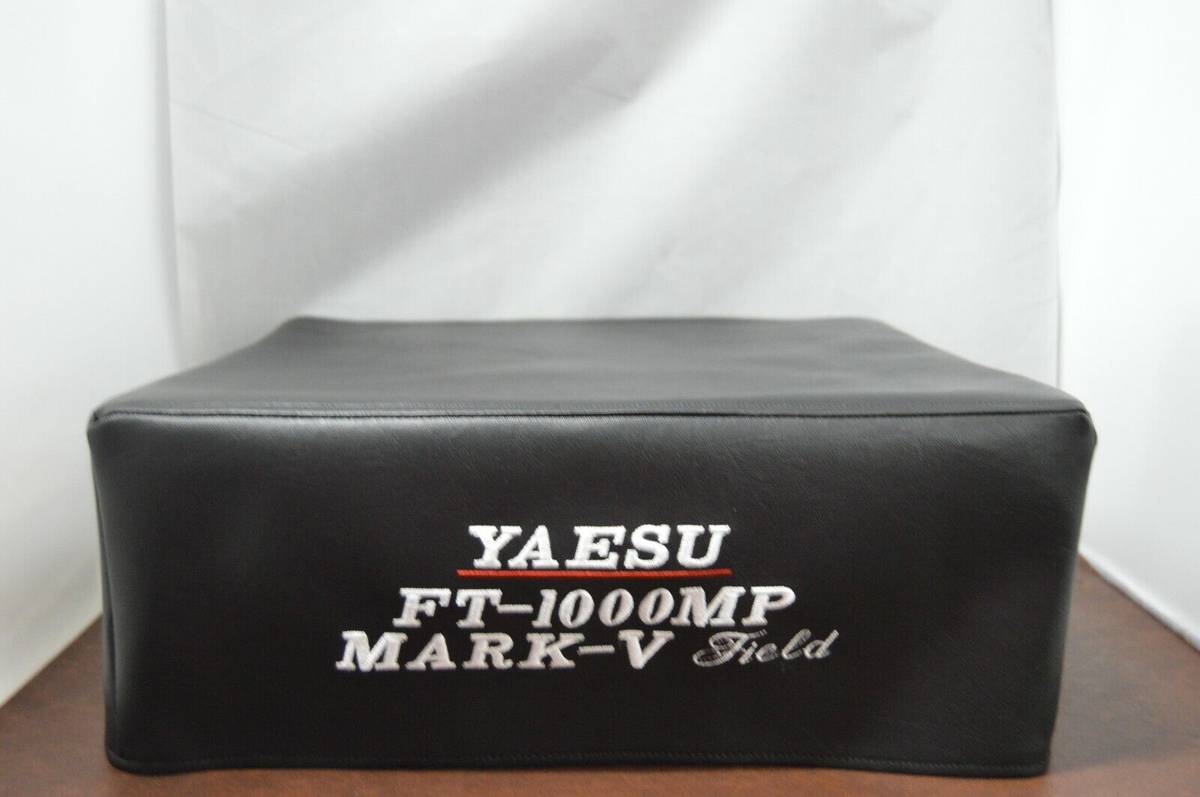 YAESU
FT-1000MP
MARK-V Field